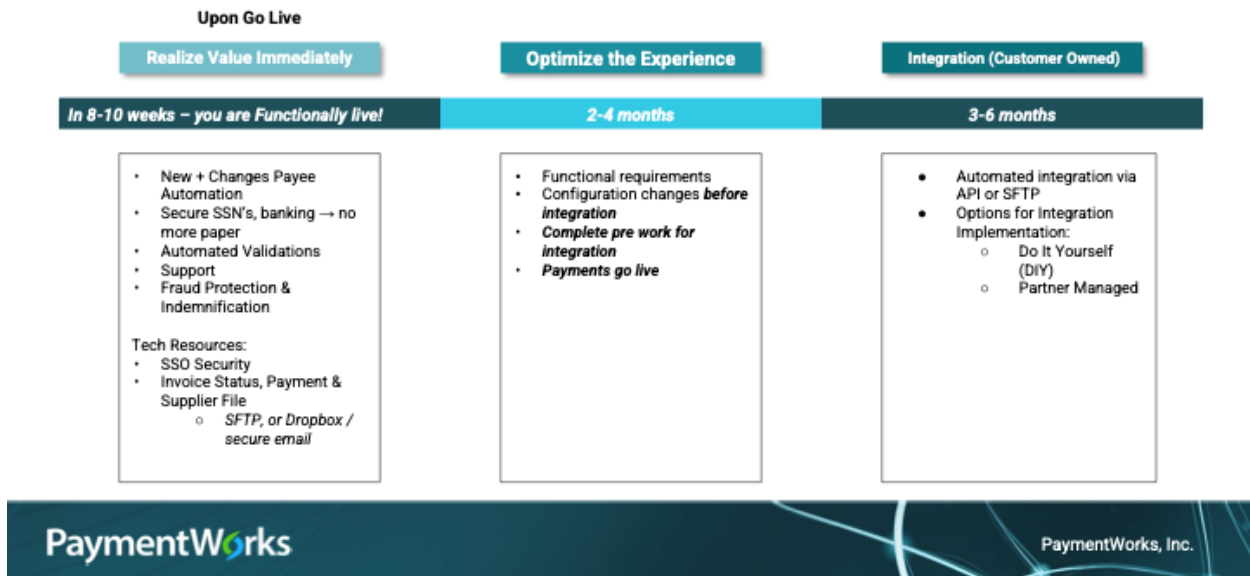 Upon Go Live
Realize Value Immediately
Optimize the Experience
Integration (Customer Owned)
In 8-10 weeks – you are Functionally live!
2-4 months
3-6 months
• New + Changes Payee
Automation
• Secure SSN's, banking → no
more paper
• Automated Validations
• Support
• Fraud Protection &
Indemnification
Tech Resources:
• SSO Security
• Invoice Status, Payment &
Supplier File
○ SFTP, or Dropbox /
secure email
• Functional requirements
• Configuration changes before
integration
• Complete pre work for
integration
• Payments go live
● Automated integration via
API or SFTP
● Options for Integration
Implementation:
○ Do It Yourself
(DIY)
○ Partner Managed
PaymentWorks
PaymentWorks, Inc.